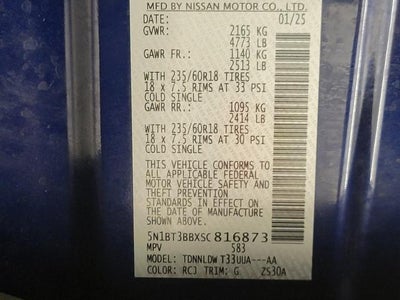 MFD BY NISSAN MOTOR CO., LTD.
DATE: 01/25
GVWR: 2165 KG
4773 LB
GAWR FR.: 1140 KG
2513 LB
WITH 235/60R18 TIRES
18 x 7.5 RIMS AT 33 PSI
COLD SINGLE
GAWR RR.: 1095 KG
2414 LB
WITH 235/60R18 TIRES
18 x 7.5 RIMS AT 30 PSI
COLD SINGLE
THIS VEHICLE CONFORMS TO
ALL APPLICABLE FEDERAL
MOTOR VEHICLE SAFETY AND
THEFT PREVENTION
STANDARDS IN EFFECT ON
THE DATE OF MANUFACTURE
SHOWN ABOVE.
5N1BT3BBXSC 816873
MPV 583
MODEL: TDNNLDW T33UUA---AA
COLOR: RCJ TRIM: G ZS30A